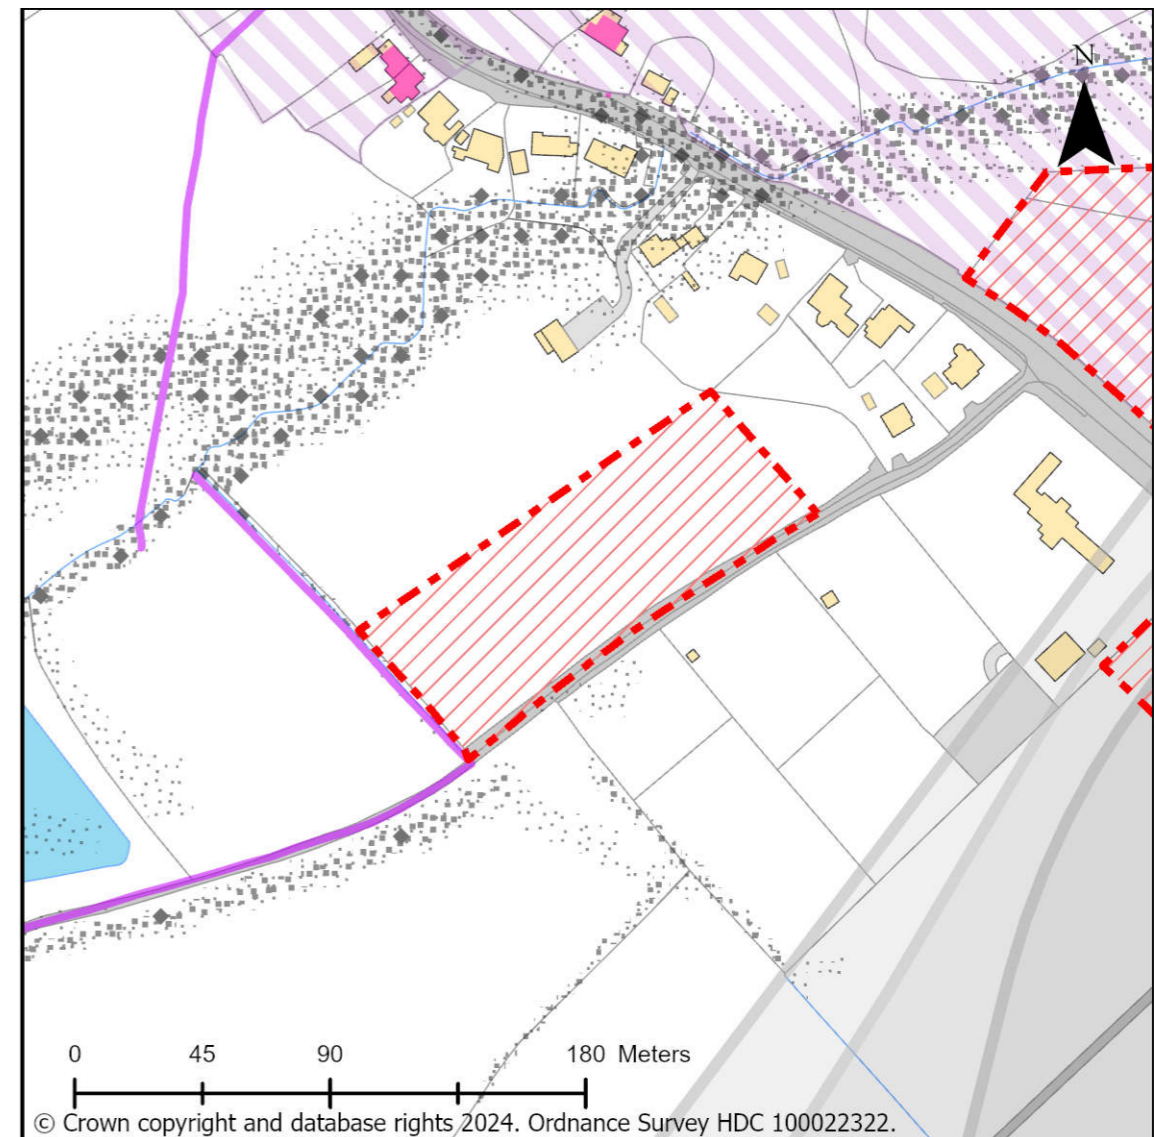 N
0 45 90 180 Meters
© Crown copyright and database rights 2024. Ordnance Survey HDC 100022322.